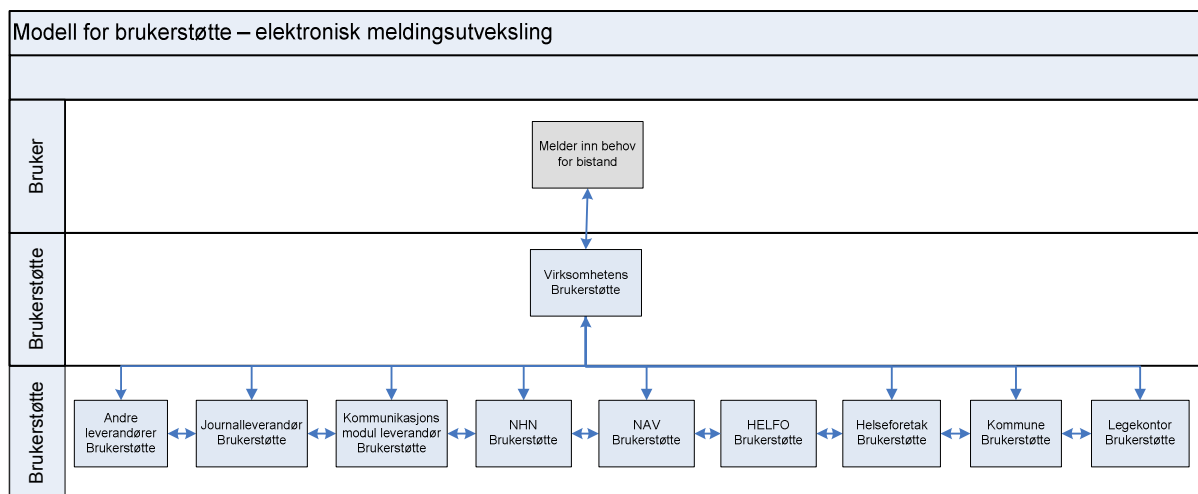 Modell for brukerstøtte – elektronisk meldingsutveksling
Bruker
Melder inn behov
for bistand
Brukerstøtte
Virksomhetens
Brukerstøtte
Brukerstøtte
Andre
leverandører
Brukerstøtte
Journalleverandør
Brukerstøtte
Kommunikasjons
modul leverandør
Brukerstøtte
NHN
Brukerstøtte
NAV
Brukerstøtte
HELFO
Brukerstøtte
Helseforetak
Brukerstøtte
Kommune
Brukerstøtte
Legekontor
Brukerstøtte